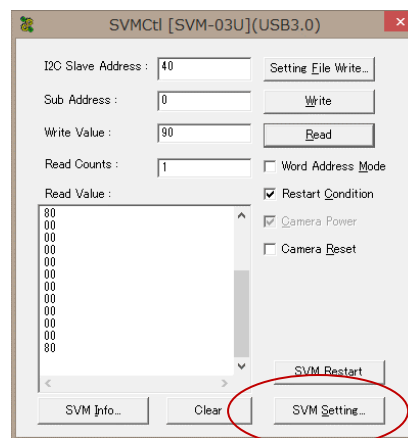 SVMCtl [SVM-03U](USB3.0)
I2C Slave Address : 40 Setting File Write...
Sub Address : 0 Write
Write Value : 90 Read
Read Counts : 1 Word Address Mode
Read Value : Restart Condition
Camera Power
Camera Reset
80
00
00
00
00
00
00
00
00
00
00
80
SVM Restart
SVM Info... Clear SVM Setting...